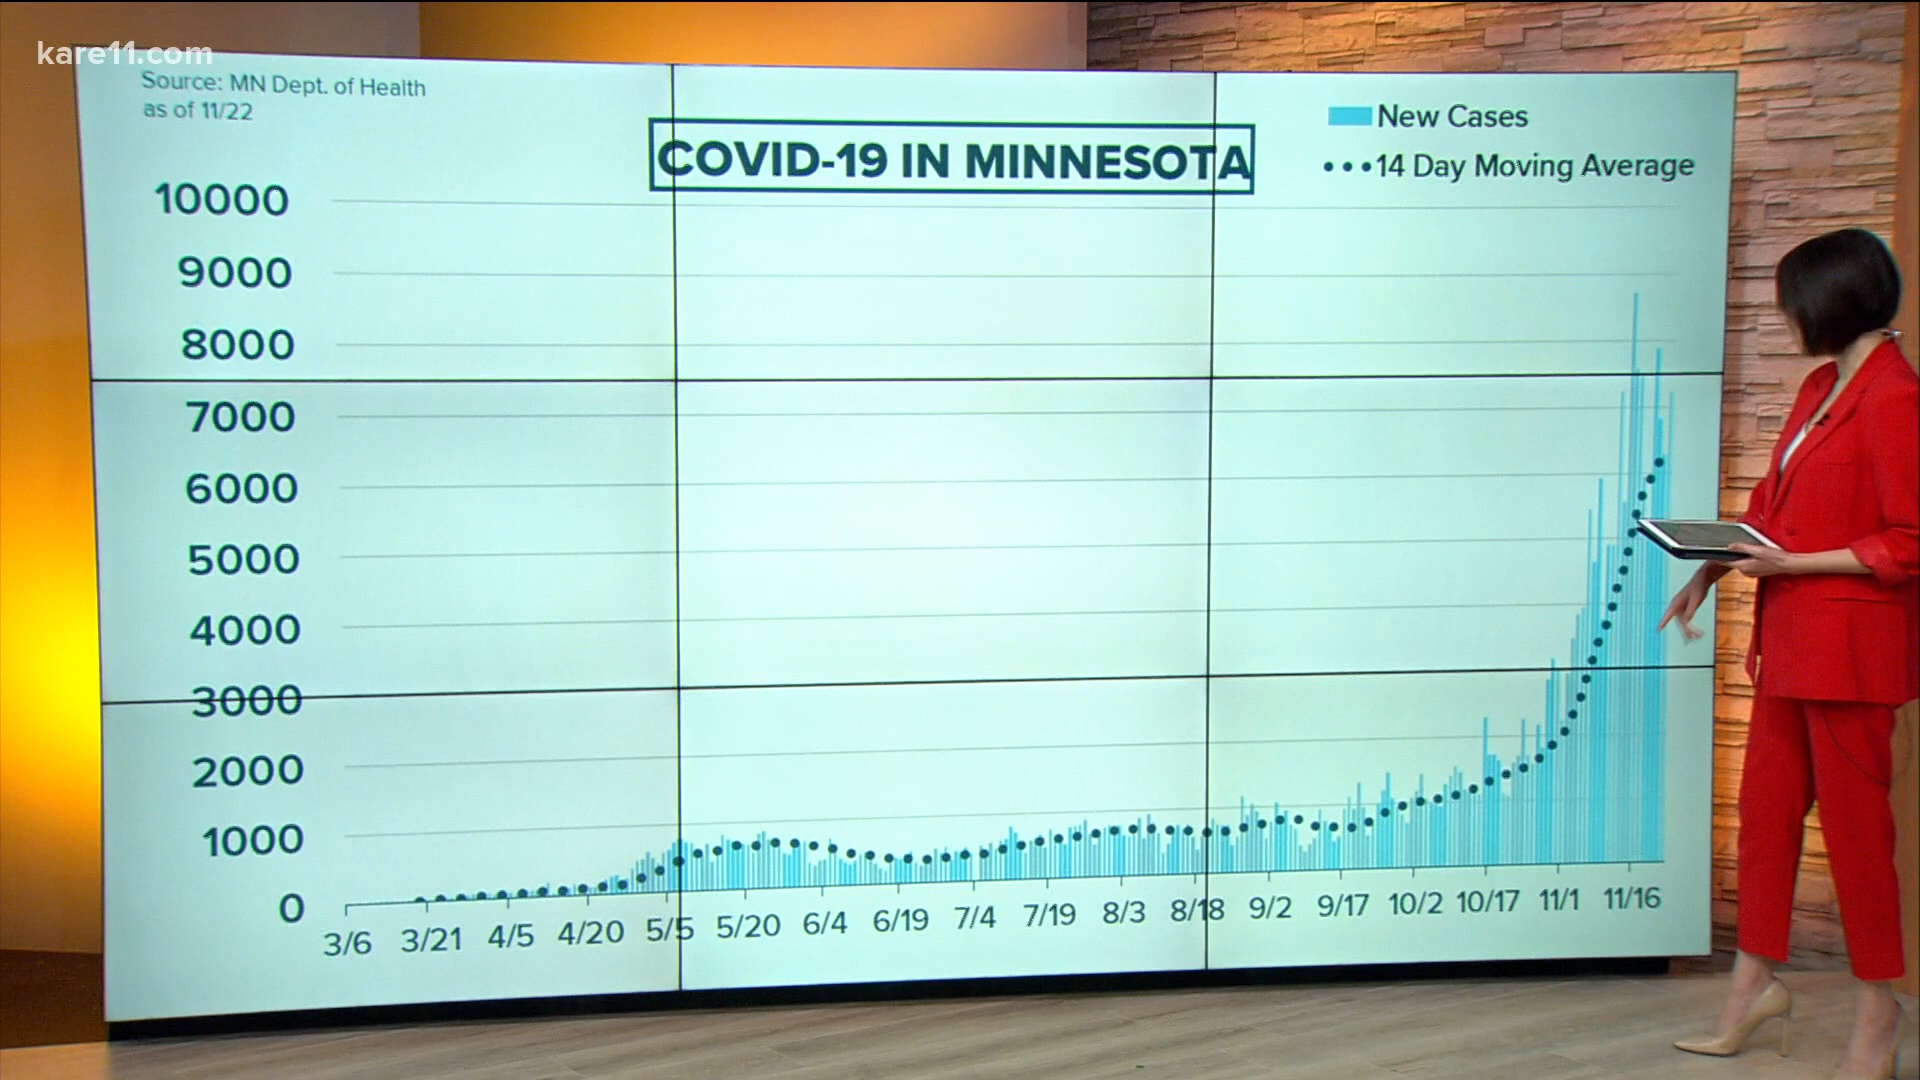 kare11.com
Source: MN Dept. of Health
as of 11/22
COVID-19 IN MINNESOTA
New Cases
14 Day Moving Average
10000
9000
8000
7000
6000
5000
4000
3000
2000
1000
0
3/6 3/21 4/5 4/20 5/5 5/20 6/4 6/19 7/4 7/19 8/3 8/18 9/2 9/17 10/2 10/17 11/1 11/16